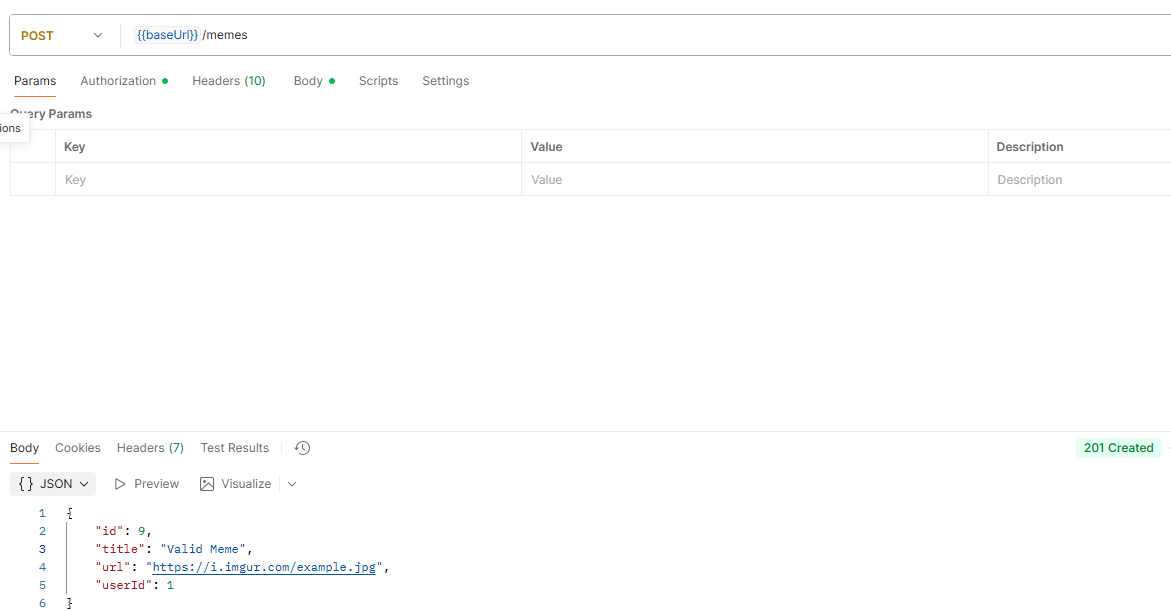 POST {{baseUrl}} /memes
Params Authorization Headers (10) Body Scripts Settings
Query Params
ions
Key Value Description
Key Value Description
Body Cookies Headers (7) Test Results 201 Created
{} JSON Preview Visualize
1 {
2 "id": 9,
3 "title": "Valid Meme",
4 "url": "https://i.imgur.com/example.jpg",
5 "userId": 1
6 }